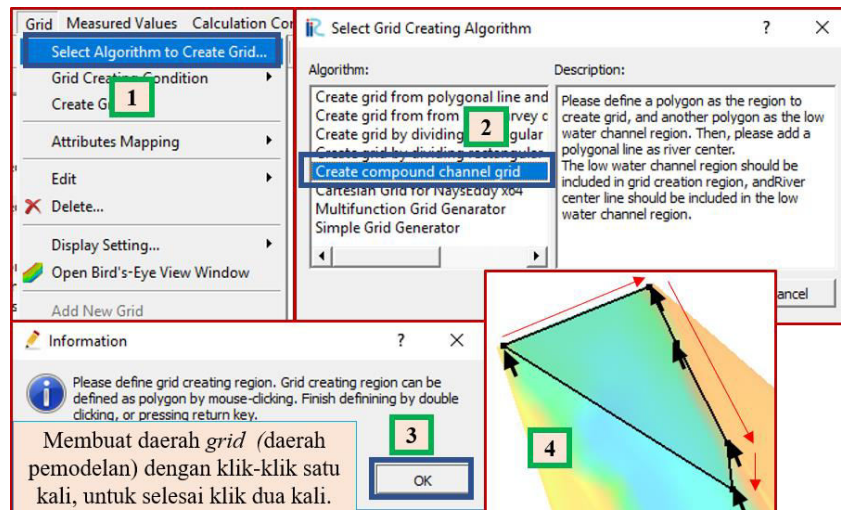 Grid Measured Values Calculation Con
Select Algorithm to Create Grid...
Grid Creating Condition
Create G
1
Attributes Mapping
Edit
Delete...
Display Setting...
Open Bird's-Eye View Window
Add New Grid
Select Grid Creating Algorithm ? ×
Algorithm:
Create grid from polygonal line and
Create grid from from
Create grid by dividing
2
Create grid by dividing rectangular
Create compound channel grid
Cartesian Grid for NaysEddy x64
Multifunction Grid Genarator
Simple Grid Generator
Description:
Please define a polygon as the region to
create grid, and another polygon as the low
water channel region. Then, please add a
polygonal line as river center.
The low water channel region should be
included in grid creation region, andRiver
center line should be included in the low
water channel region.
ancel
Information ? ×
Please define grid creating region. Grid creating region can be
defined as polygon by mouse-clicking. Finish definining by double
clicking, or pressing return key.
3
OK
Membuat daerah grid (daerah
pemodelan) dengan klik-klik satu
kali, untuk selesai klik dua kali.
4